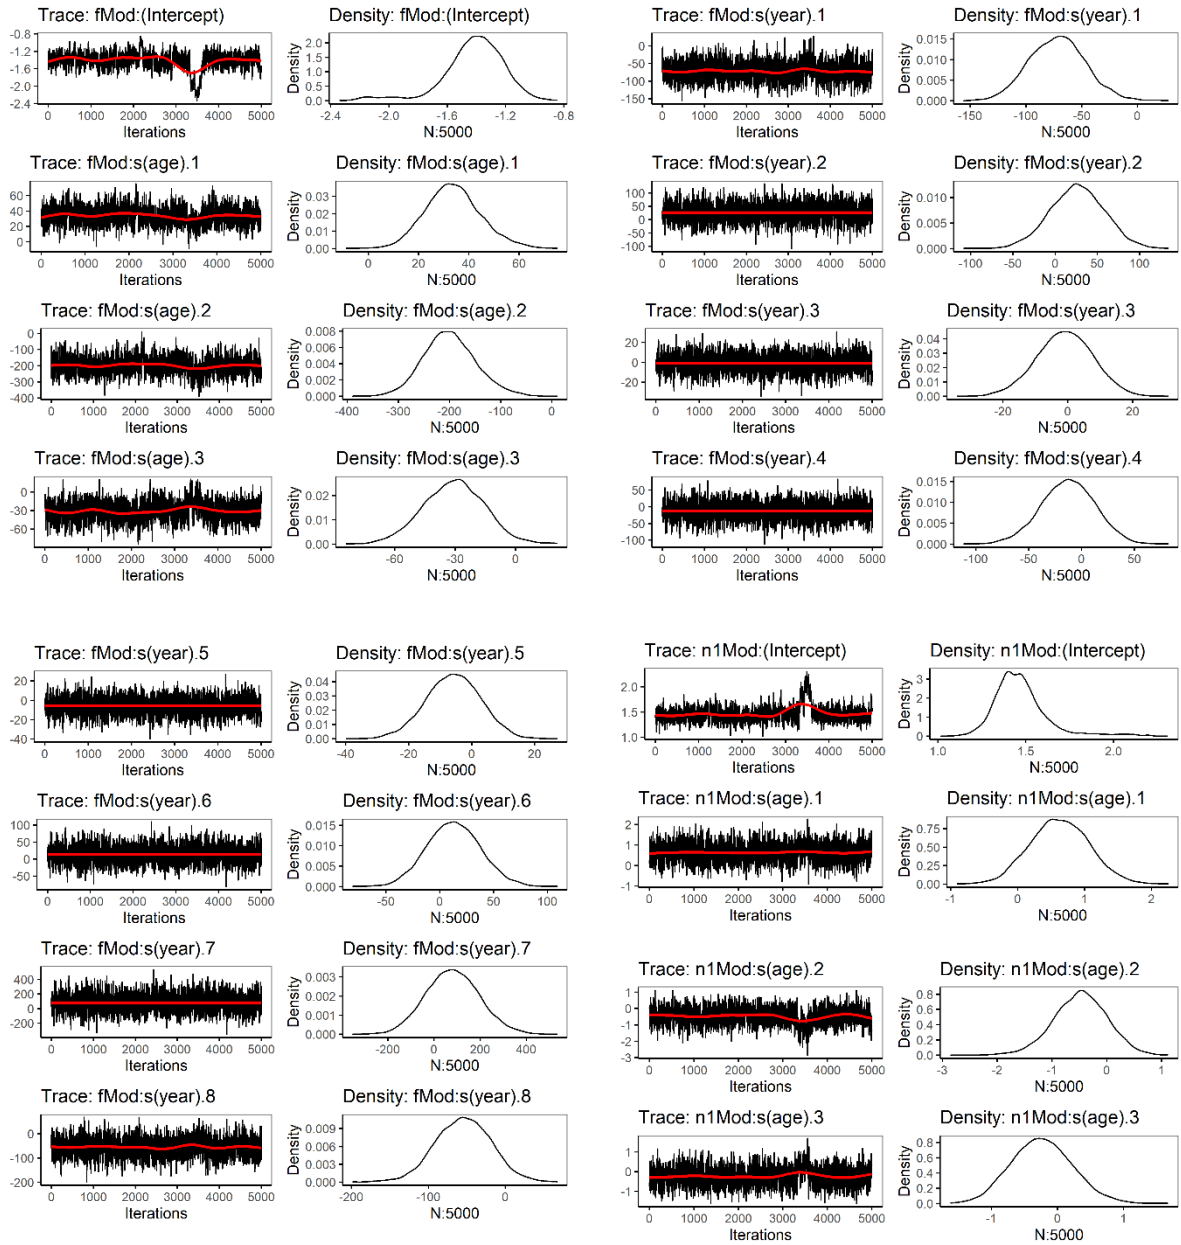 Trace: fMod:(Intercept)
-0.8
-1.2
-1.6
-2.0
-2.4
0 1000 2000 3000 4000 5000
Iterations
Density: fMod:(Intercept)
Density
2.0
1.5
1.0
0.5
0.0
-2.4 -2.0 -1.6 -1.2 -0.8
N:5000
Trace: fMod:s(year).1
0
-50
-100
-150
0 1000 2000 3000 4000 5000
Iterations
Density: fMod:s(year).1
Density
0.015
0.010
0.005
0.000
-150 -100 -50 0
N:5000
Trace: fMod:s(age).1
60
40
20
0
0 1000 2000 3000 4000 5000
Iterations
Density: fMod:s(age).1
Density
0.03
0.02
0.01
0.00
0 20 40 60
N:5000
Trace: fMod:s(year).2
100
50
0
-50
-100
0 1000 2000 3000 4000 5000
Iterations
Density: fMod:s(year).2
Density
0.010
0.005
0.000
-100 -50 0 50 100
N:5000
Trace: fMod:s(age).2
0
-100
-200
-300
-400
0 1000 2000 3000 4000 5000
Iterations
Density: fMod:s(age).2
Density
0.008
0.006
0.004
0.002
0.000
-400 -300 -200 -100 0
N:5000
Trace: fMod:s(year).3
20
0
-20
0 1000 2000 3000 4000 5000
Iterations
Density: fMod:s(year).3
Density
0.04
0.03
0.02
0.01
0.00
-20 0 20
N:5000
Trace: fMod:s(age).3
0
-30
-60
0 1000 2000 3000 4000 5000
Iterations
Density: fMod:s(age).3
Density
0.02
0.01
0.00
-60 -30 0
N:5000
Trace: fMod:s(year).4
50
0
-50
-100
0 1000 2000 3000 4000 5000
Iterations
Density: fMod:s(year).4
Density
0.015
0.010
0.005
0.000
-100 -50 0 50
N:5000
Trace: fMod:s(year).5
20
0
-20
-40
0 1000 2000 3000 4000 5000
Iterations
Density: fMod:s(year).5
Density
0.04
0.03
0.02
0.01
0.00
-40 -20 0 20
N:5000
Trace: n1Mod:(Intercept)
2.0
1.5
1.0
0 1000 2000 3000 4000 5000
Iterations
Density: n1Mod:(Intercept)
Density
3
2
1
0
1.0 1.5 2.0
N:5000
Trace: fMod:s(year).6
100
50
0
-50
0 1000 2000 3000 4000 5000
Iterations
Density: fMod:s(year).6
Density
0.015
0.010
0.005
0.000
-50 0 50 100
N:5000
Trace: n1Mod:s(age).1
2
1
0
-1
0 1000 2000 3000 4000 5000
Iterations
Density: n1Mod:s(age).1
Density
0.75
0.50
0.25
0.00
-1 0 1 2
N:5000
Trace: fMod:s(year).7
400
200
0
-200
0 1000 2000 3000 4000 5000
Iterations
Density: fMod:s(year).7
Density
0.003
0.002
0.001
0.000
-200 0 200 400
N:5000
Trace: n1Mod:s(age).2
1
0
-1
-2
-3
0 1000 2000 3000 4000 5000
Iterations
Density: n1Mod:s(age).2
Density
0.8
0.6
0.4
0.2
0.0
-3 -2 -1 0 1
N:5000
Trace: fMod:s(year).8
0
-100
-200
0 1000 2000 3000 4000 5000
Iterations
Density: fMod:s(year).8
Density
0.009
0.006
0.003
0.000
-200 -100 0
N:5000
Trace: n1Mod:s(age).3
1
0
-1
0 1000 2000 3000 4000 5000
Iterations
Density: n1Mod:s(age).3
Density
0.8
0.6
0.4
0.2
0.0
-1 0 1
N:5000